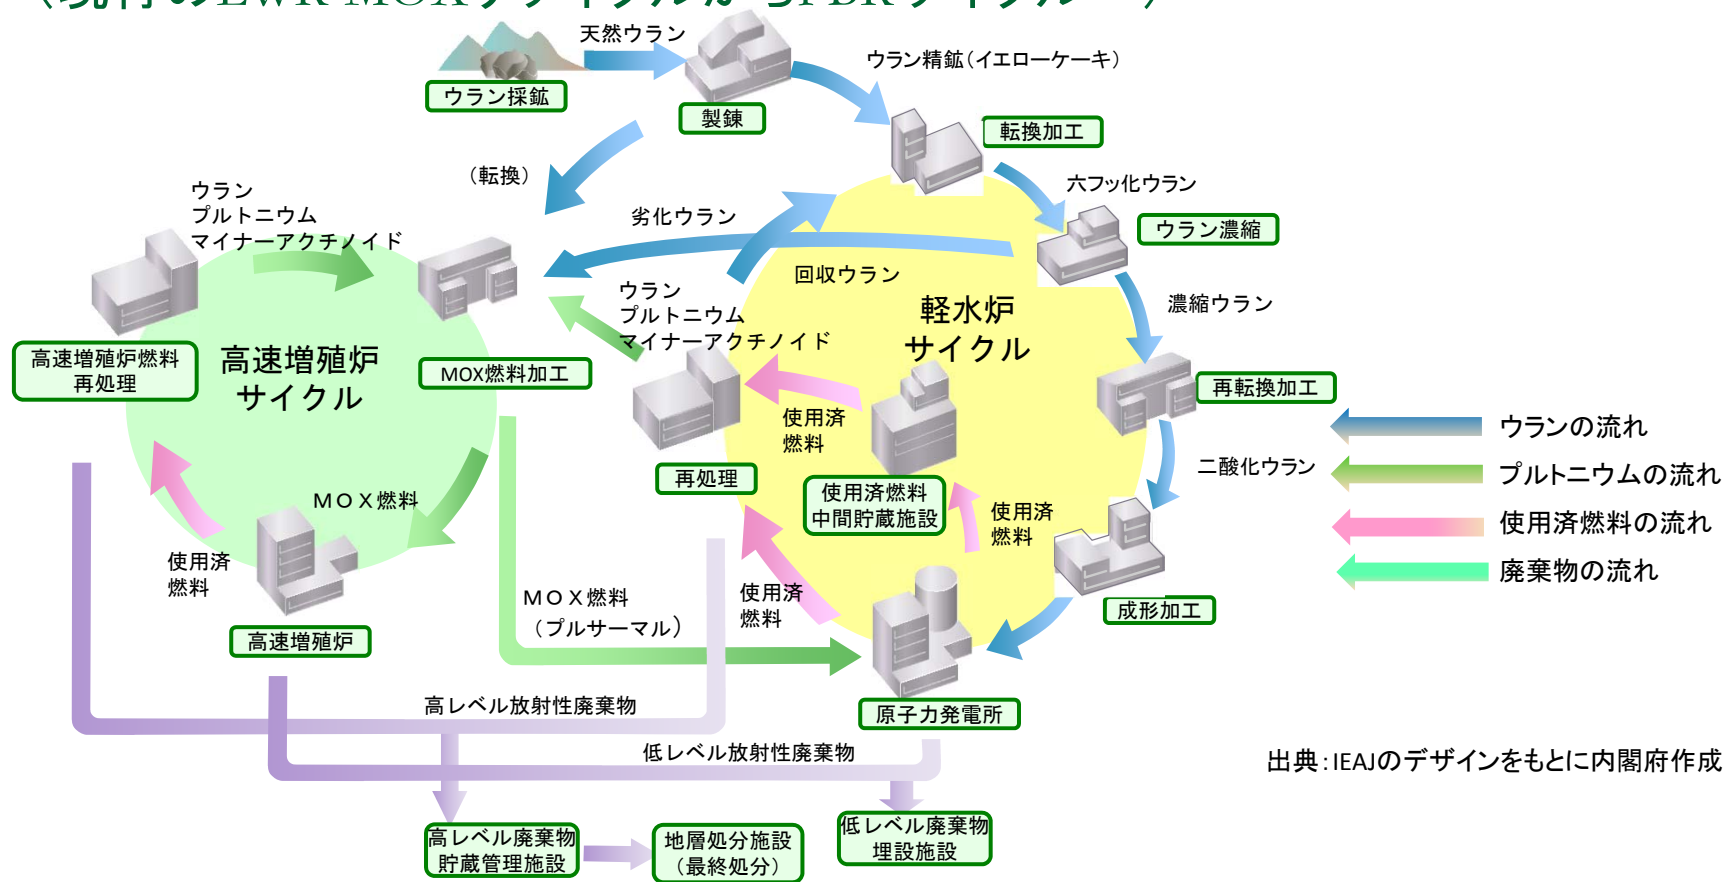 天然ウラン
ウラン精鉱(イエローケーキ)
ウラン採鉱
製錬
転換加工
(転換)
六フッ化ウラン
ウラン
プルトニウム
マイナーアクチノイド
劣化ウラン
ウラン濃縮
回収ウラン
ウラン
プルトニウム
マイナーアクチノイド
濃縮ウラン
軽水炉
サイクル
高速増殖炉燃料
再処理
高速増殖炉
サイクル
MOX燃料加工
再転換加工
使用済
燃料
ウランの流れ
再処理
二酸化ウラン
プルトニウムの流れ
使用済燃料
中間貯蔵施設
使用済
燃料
MOX燃料
使用済燃料の流れ
使用済
燃料
廃棄物の流れ
MOX燃料
(プルサーマル)
使用済
燃料
成形加工
高速増殖炉
高レベル放射性廃棄物
原子力発電所
低レベル放射性廃棄物
出典:IEAJのデザインをもとに内閣府作成
高レベル廃棄物
貯蔵管理施設
地層処分施設
(最終処分)
低レベル廃棄物
埋設施設